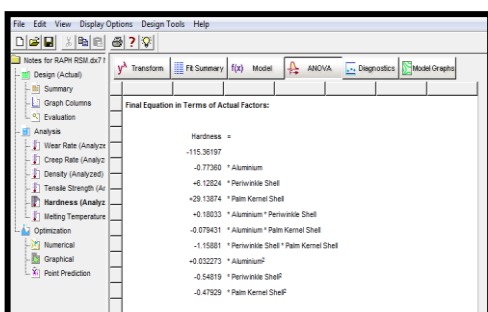 File Edit View Display Options Design Tools Help
Notes for RAPH RSM.dx7 f
Design (Actual)
Summary
Graph Columns
Evaluation
Analysis
Wear Rate (Analyze
Creep Rate (Analyz
Density (Analyzed)
Tensile Strength (An
Hardness (Analyz
Melting Temperature
Optimization
Numerical
Graphical
Point Prediction
yλ Transform Fit Summary f(x) Model ANOVA Diagnostics Model Graphs
Final Equation in Terms of Actual Factors:
Hardness =
-115.36197
-0.77360 * Aluminium
+6.12824 * Periwinkle Shell
+29.13874 * Palm Kernel Shell
+0.18033 * Aluminium * Periwinkle Shell
-0.079431 * Aluminium * Palm Kernel Shell
-1.15881 * Periwinkle Shell * Palm Kernel Shell
+0.032273 * Aluminium²
-0.54819 * Periwinkle Shell²
-0.47929 * Palm Kernel Shell²